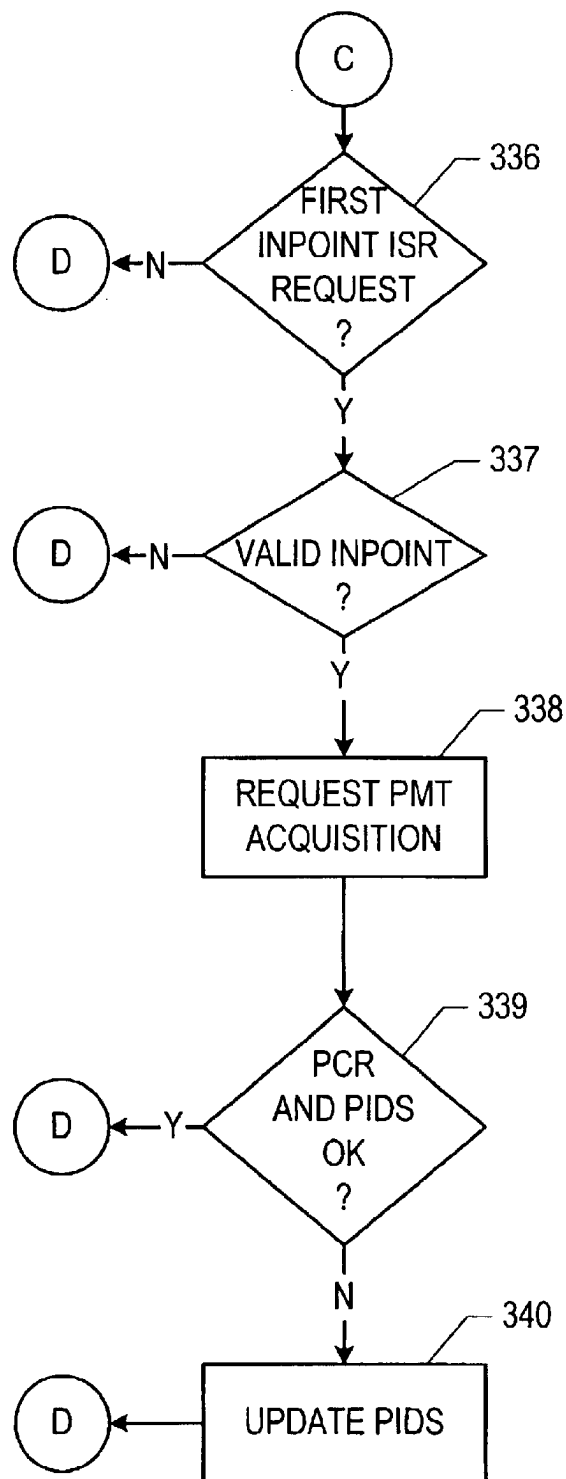 C
336
FIRST
INPOINT ISR
REQUEST
?
D
N
Y
337
VALID INPOINT
?
D
N
Y
338
REQUEST PMT
ACQUISITION
339
PCR
AND PIDS
OK
?
D
Y
N
340
UPDATE PIDS
D